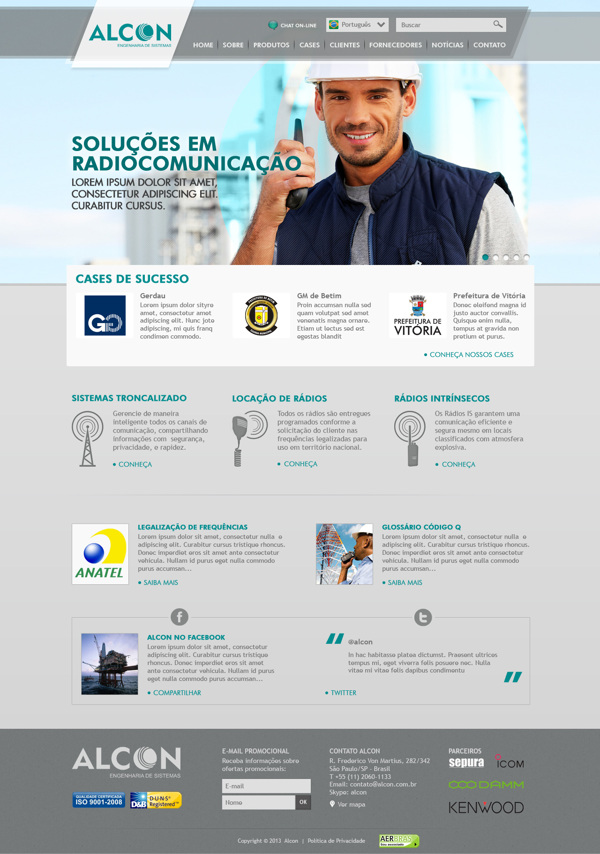 ALCON
ENGENHARIA DE SISTEMAS
CHAT ON-LINE
Português
Buscar
HOME | SOBRE | PRODUTOS | CASES | CLIENTES | FORNECEDORES | NOTÍCIAS | CONTATO
SOLUÇÕES EM
RADIOCOMUNICAÇÃO
LOREM IPSUM DOLOR SIT AMET,
CONSECTETUR ADIPISCING ELIT.
CURABITUR CURSUS.
CASES DE SUCESSO
Gerdau
Lorem ipsum dolor sityre
amet, consectetur amet
adipiscing elit. Nunc joto
adipiscing, mi quis franq
condimen commodo.
GM de Betim
Proin accumsan nulla sed
quam volutpat sed amet
venenatis magna ornare.
Etiam ut lectus sed est
egestas blandit
PREFEITURA DE
VITÓRIA
Prefeitura de Vitória
Donec eleifend magna id
justo auctor convallis.
Quisque enim nulla,
tempus at gravida non
pretium et purus.
CONHEÇA NOSSOS CASES
SISTEMAS TRONCALIZADO
Gerencie de maneira
inteligente todos os canais de
comunicação, compartilhando
informações com segurança,
privacidade, e rapidez.
CONHEÇA
LOCAÇÃO DE RÁDIOS
Todos os rádios são entregues
programados conforme a
solicitação do cliente nas
frequências legalizadas para
uso em território nacional.
CONHEÇA
RÁDIOS INTRÍNSECOS
Os Rádios IS garantem uma
comunicação eficiente e
segura mesmo em locais
classificados com atmosfera
explosiva.
CONHEÇA
ANATEL
LEGALIZAÇÃO DE FREQUÊNCIAS
Lorem ipsum dolor sit amet, consectetur nulla e
adipiscing elit. Curabitur cursus tristique rhoncus.
Donec imperdiet eros sit amet ante consectetur
vehicula. Nullam id purus eget nulla commodo
purus accumsan...
SAIBA MAIS
GLOSSÁRIO CÓDIGO Q
Lorem ipsum dolor sit amet, consectetur nulla e
adipiscing elit. Curabitur cursus tristique rhoncus.
Donec imperdiet eros sit amet ante consectetur
vehicula. Nullam id purus eget nulla commodo
purus accumsan...
SAIBA MAIS
ALCON NO FACEBOOK
Lorem ipsum dolor sit amet, consectetur
adipiscing elit. Curabitur cursus tristique
rhoncus. Donec imperdiet eros sit amet
ante consectetur vehicula. Nullam id purus
eget nulla commodo purus accumsan...
COMPARTILHAR
@alcon
In hac habitasse platea dictumst. Praesent ultrices
tempus mi, eget viverra felis posuere nec. Nulla
vitae mi vitae felis dapibus condimentu
TWITTER
ALCON
ENGENHARIA DE SISTEMAS
QUALIDADE CERTIFICADA
ISO 9001-2008
D&B
D-U-N-S
Registered
E-MAIL PROMOCIONAL
Receba informações sobre
ofertas promocionais:
E-mail
Nome
OK
CONTATO ALCON
R. Frederico Von Martius, 282/342
São Paulo/SP - Brasil
T +55 (11) 2060-1133
Email: contato@alcon.com.br
Skype: alcon
Ver mapa
PARCEIROS
sepura
ICOM
DAMM
KENWOOD
Copyright © 2013 Alcon | Política de Privacidade